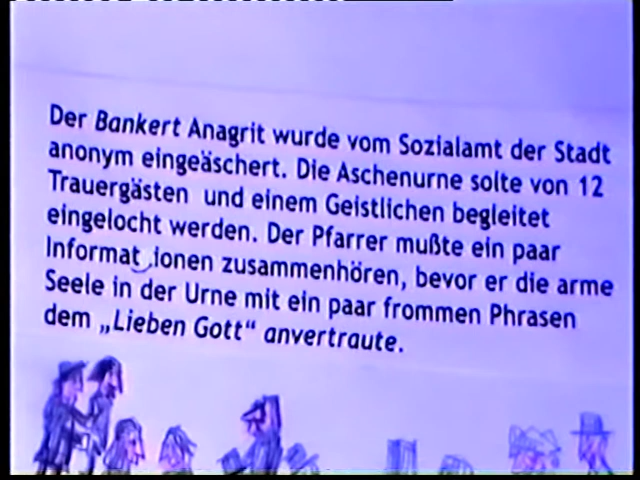 Der Bankert Anagrit wurde vom Sozialamt der Stadt
anonym eingeäschert. Die Aschenurne solte von 12
Trauergästen und einem Geistlichen begleitet
eingelocht werden. Der Pfarrer mußte ein paar
Informat ionen zusammenhören, bevor er die arme
Seele in der Urne mit ein paar frommen Phrasen
dem „Lieben Gott“ anvertraute.